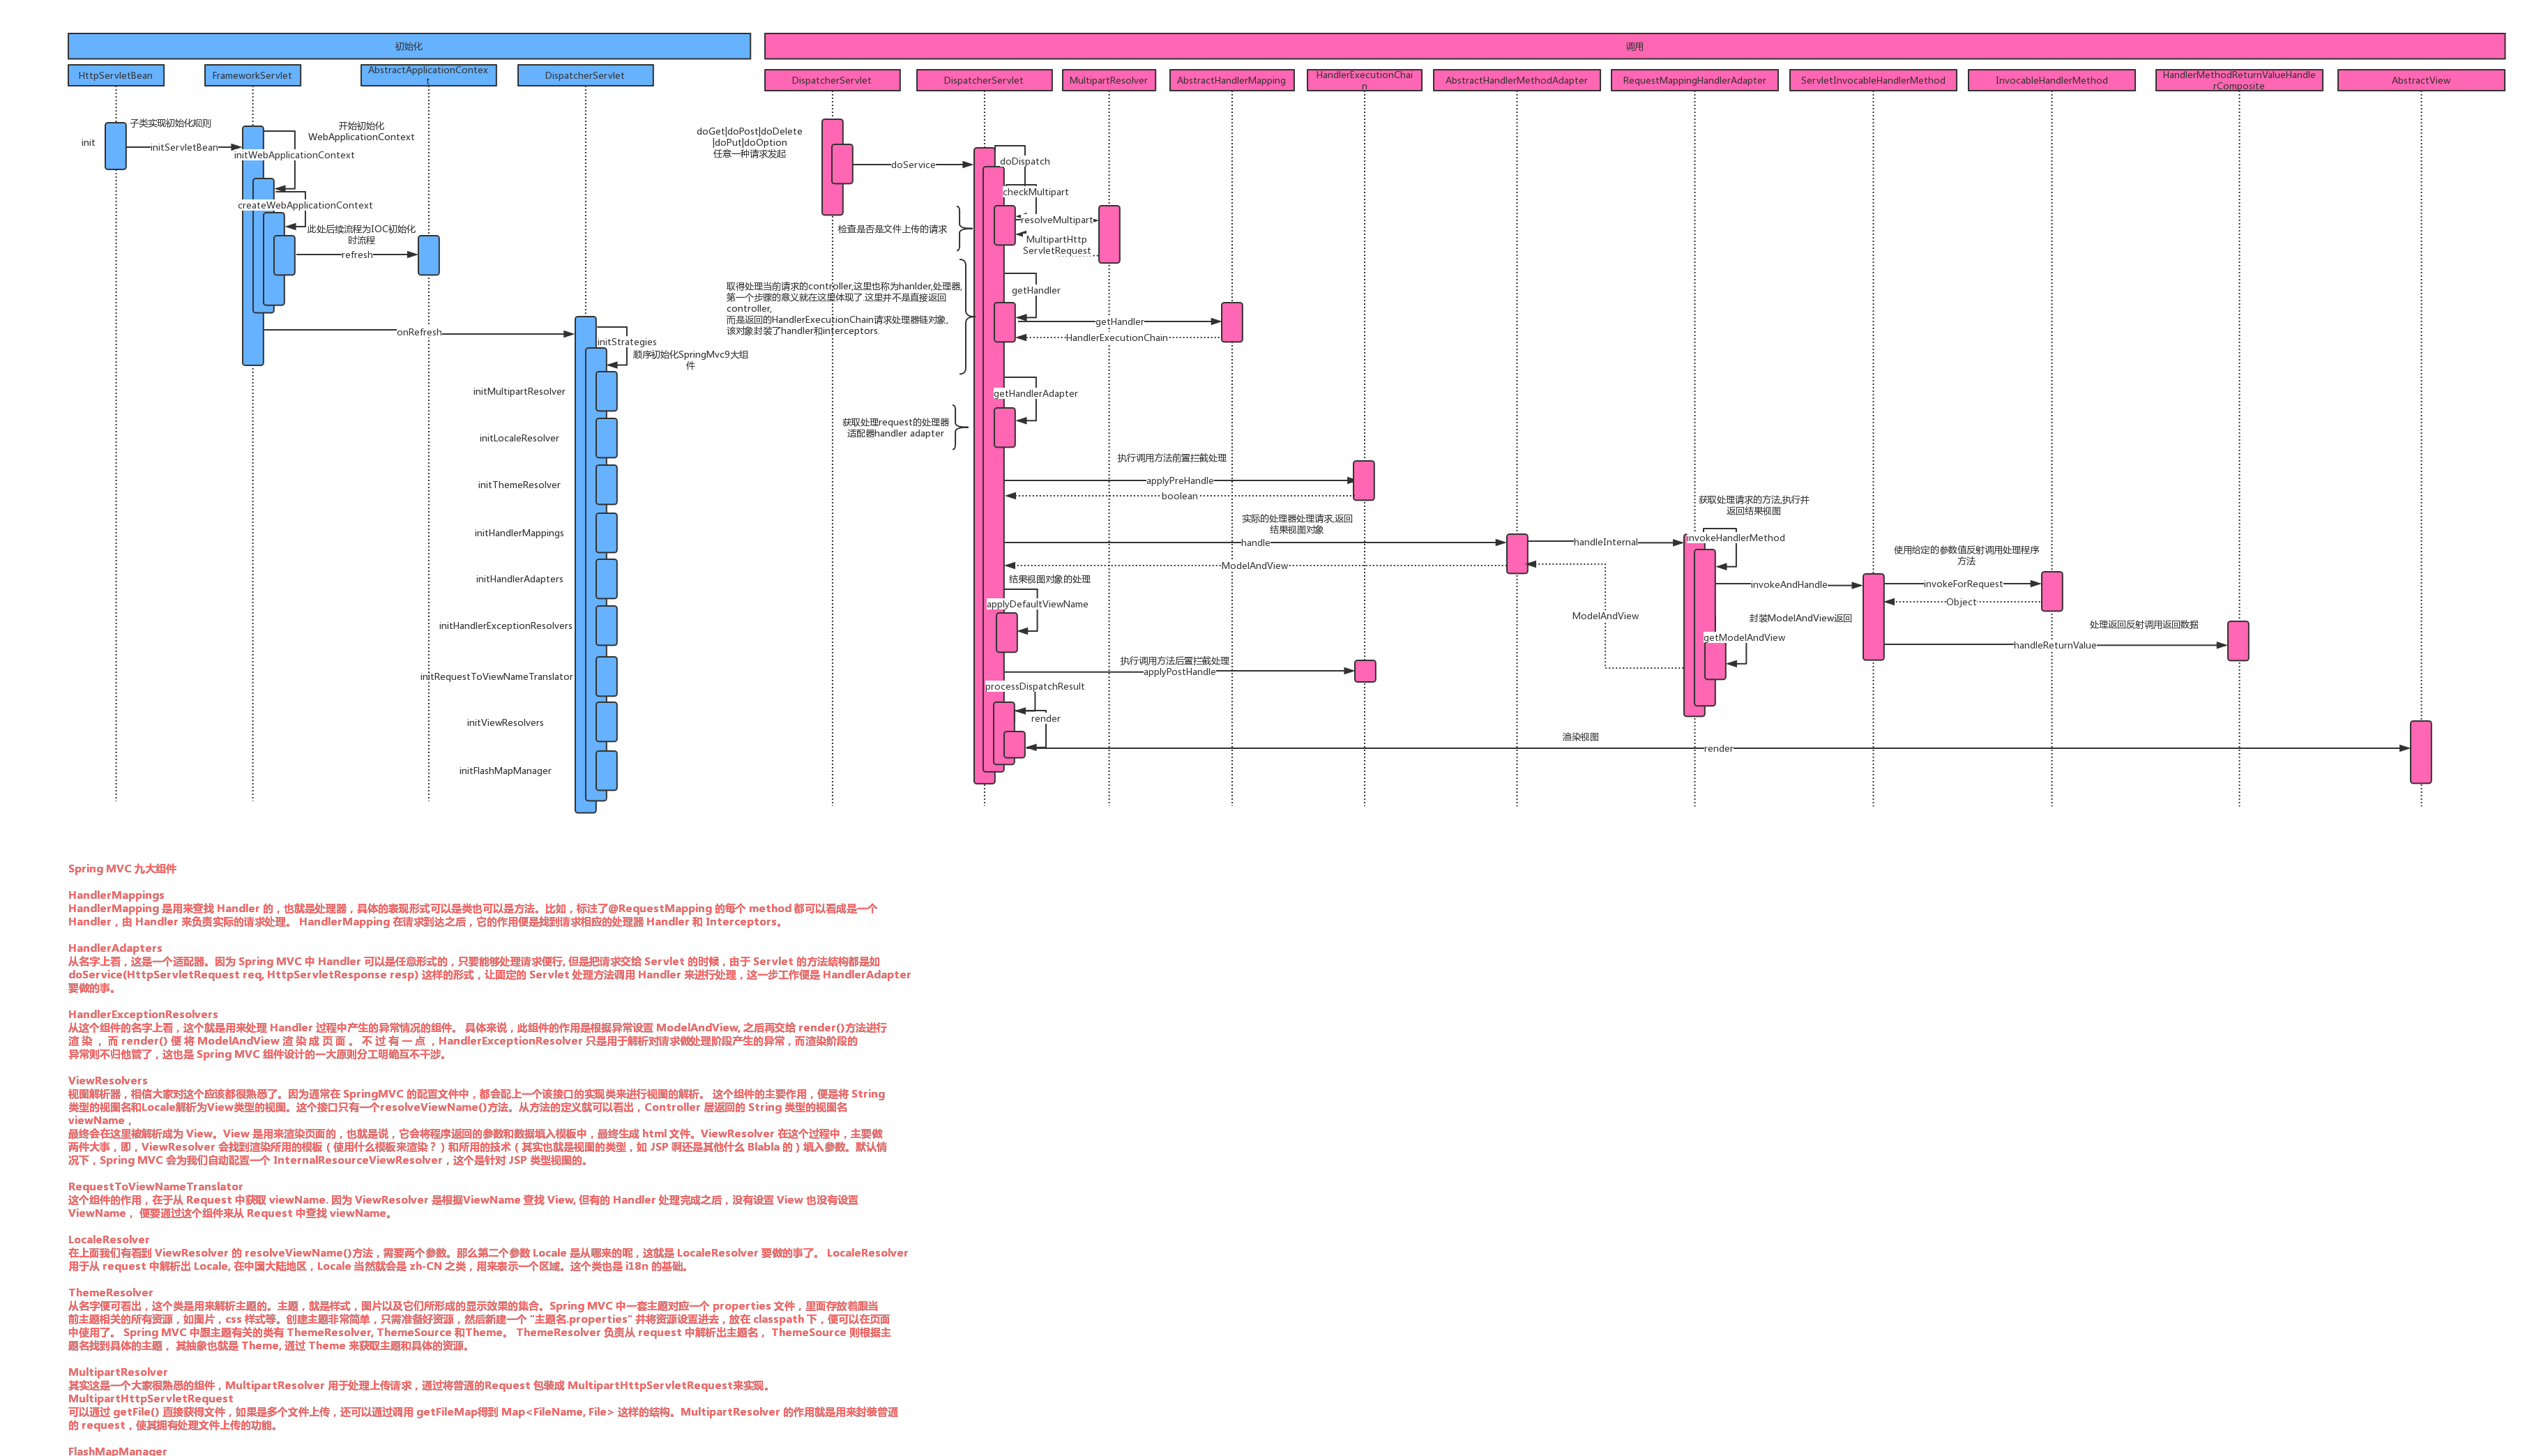 初始化
调用
HttpServletBean
FrameworkServlet
AbstractApplicationContex
t
DispatcherServlet
DispatcherServlet
DispatcherServlet
MultipartResolver
AbstractHandlerMapping
HandlerExecutionChai
n
AbstractHandlerMethodAdapter
RequestMappingHandlerAdapter
ServletInvocableHandlerMethod
InvocableHandlerMethod
HandlerMethodReturnValueHandle
rComposite
AbstractView
init
子类实现初始化规则
initServletBean
开始初始化
WebApplicationContext
initWebApplicationContext
createWebApplicationContext
此处后续流程为IOC初始化
时流程
refresh
onRefresh
initStrategies
顺序初始化SpringMvc9大组
件
initMultipartResolver
initLocaleResolver
initThemeResolver
initHandlerMappings
initHandlerAdapters
initHandlerExceptionResolvers
initRequestToViewNameTranslator
initViewResolvers
initFlashMapManager
doGet|doPost|doDelete
|doPut|doOption
任意一种请求发起
doService
doDispatch
checkMultipart
resolveMultipart
检查是否是文件上传的请求
MultipartHttp
ServletRequest
取得处理当前请求的controller,这里也称为hanlder,处理器,
第一个步骤的意义就在这里体现了.这里并不是直接返回
controller,
而是返回的HandlerExecutionChain请求处理器链对象,
该对象封装了handler和interceptors.
getHandler
getHandler
HandlerExecutionChain
getHandlerAdapter
获取处理request的处理器
适配器handler adapter
执行调用方法前置拦截处理
applyPreHandle
boolean
实际的处理器处理请求,返回
结果视图对象
handle
handleInternal
获取处理请求的方法,执行并
返回结果视图
invokeHandlerMethod
ModelAndView
使用给定的参数值反射调用处理程序
方法
invokeAndHandle
invokeForRequest
Object
结果视图对象的处理
applyDefaultViewName
ModelAndView
封装ModelAndView返回
getModelAndView
处理返回反射调用返回数据
handleReturnValue
执行调用方法后置拦截处理
applyPostHandle
processDispatchResult
render
渲染视图
render
Spring MVC 九大组件
HandlerMappings
HandlerMapping 是用来查找 Handler 的，也就是处理器，具体的表现形式可以是类也可以是方法。比如，标注了@RequestMapping 的每个 method 都可以看成是一个
Handler，由 Handler 来负责实际的请求处理。 HandlerMapping 在请求到达之后，它的作用便是找到请求相应的处理器 Handler 和 Interceptors。
HandlerAdapters
从名字上看，这是一个适配器。因为 Spring MVC 中 Handler 可以是任意形式的，只要能够处理请求便行, 但是把请求交给 Servlet 的时候，由于 Servlet 的方法结构都是如
doService(HttpServletRequest req, HttpServletResponse resp) 这样的形式，让固定的 Servlet 处理方法调用 Handler 来进行处理，这一步工作便是 HandlerAdapter
要做的事。
HandlerExceptionResolvers
从这个组件的名字上看，这个就是用来处理 Handler 过程中产生的异常情况的组件。 具体来说，此组件的作用是根据异常设置 ModelAndView, 之后再交给 render()方法进行
渲 染 ， 而 render() 便 将 ModelAndView 渲 染 成 页 面 。 不 过 有 一 点 ，HandlerExceptionResolver 只是用于解析对请求做处理阶段产生的异常，而渲染阶段的
异常则不归他管了，这也是 Spring MVC 组件设计的一大原则分工明确互不干涉。
ViewResolvers
视图解析器，相信大家对这个应该都很熟悉了。因为通常在 SpringMVC 的配置文件中，都会配上一个该接口的实现类来进行视图的解析。 这个组件的主要作用，便是将 String
类型的视图名和Locale解析为View类型的视图。这个接口只有一个resolveViewName()方法。从方法的定义就可以看出，Controller 层返回的 String 类型的视图名
viewName，
最终会在这里被解析成为 View。View 是用来渲染页面的，也就是说，它会将程序返回的参数和数据填入模板中，最终生成 html 文件。ViewResolver 在这个过程中，主要做
两件大事，即，ViewResolver 会找到渲染所用的模板（使用什么模板来渲染？）和所用的技术（其实也就是视图的类型，如 JSP 啊还是其他什么 Blabla 的）填入参数。默认情
况下，Spring MVC 会为我们自动配置一个 InternalResourceViewResolver，这个是针对 JSP 类型视图的。
RequestToViewNameTranslator
这个组件的作用，在于从 Request 中获取 viewName. 因为 ViewResolver 是根据ViewName 查找 View, 但有的 Handler 处理完成之后，没有设置 View 也没有设置
ViewName， 便要通过这个组件来从 Request 中查找 viewName。
LocaleResolver
在上面我们有看到 ViewResolver 的 resolveViewName()方法，需要两个参数。那么第二个参数 Locale 是从哪来的呢，这就是 LocaleResolver 要做的事了。 LocaleResolver
用于从 request 中解析出 Locale, 在中国大陆地区，Locale 当然就会是 zh-CN 之类，用来表示一个区域。这个类也是 i18n 的基础。
ThemeResolver
从名字便可看出，这个类是用来解析主题的。主题，就是样式，图片以及它们所形成的显示效果的集合。Spring MVC 中一套主题对应一个 properties 文件，里面存放着跟当
前主题相关的所有资源，如图片，css 样式等。创建主题非常简单，只需准备好资源，然后新建一个 "主题名.properties" 并将资源设置进去，放在 classpath 下，便可以在页面
中使用了。 Spring MVC 中跟主题有关的类有 ThemeResolver, ThemeSource 和Theme。 ThemeResolver 负责从 request 中解析出主题名， ThemeSource 则根据主
题名找到具体的主题， 其抽象也就是 Theme, 通过 Theme 来获取主题和具体的资源。
MultipartResolver
其实这是一个大家很熟悉的组件，MultipartResolver 用于处理上传请求，通过将普通的Request 包装成 MultipartHttpServletRequest来实现。
MultipartHttpServletRequest
可以通过 getFile() 直接获得文件，如果是多个文件上传，还可以通过调用 getFileMap得到 Map<FileName, File> 这样的结构。MultipartResolver 的作用就是用来封装普通
的 request，使其拥有处理文件上传的功能。
FlashMapManager